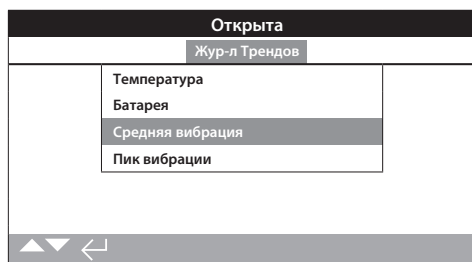 Открыта
Жур-л Трендов
Температура
Батарея
Средняя вибрация
Пик вибрации